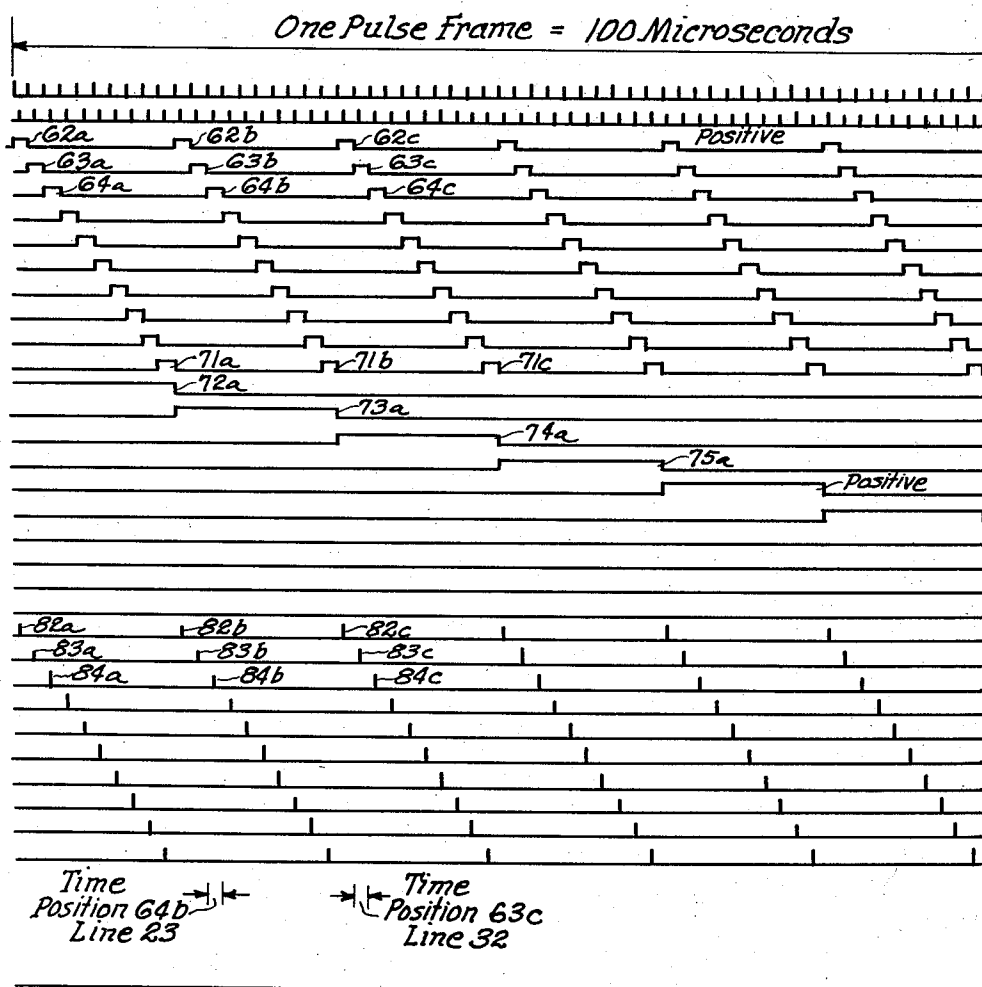 One Pulse Frame = 100 Microseconds
62a 62b 62c Positive
63a 63b 63c
64a 64b 64c
71a 71b 71c
72a
73a
74a
75a
Positive
82a 82b 82c
83a 83b 83c
84a 84b 84c
Time
Position 64b
Line 23
Time
Position 63c
Line 32